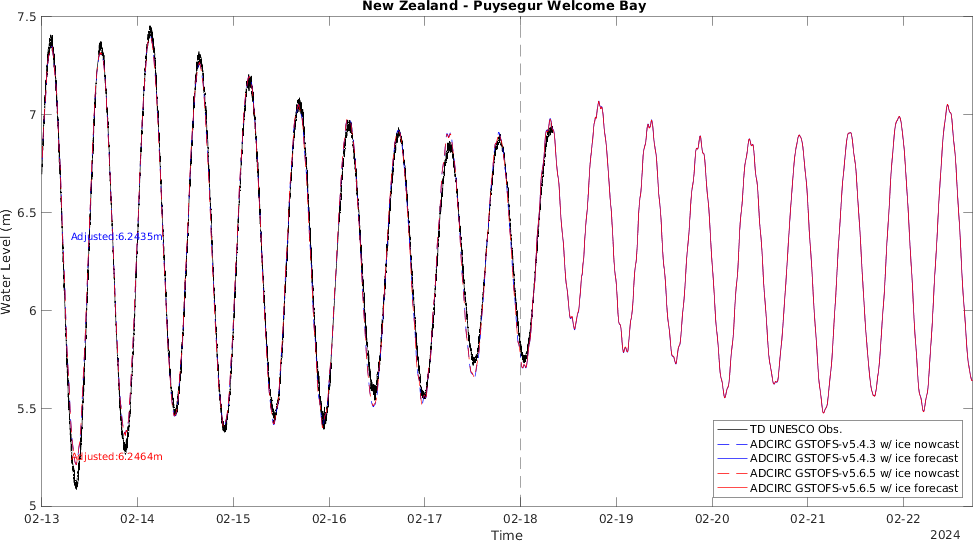 New Zealand - Puysegur Welcome Bay
7.5
7
6.5
6
5.5
5
Water Level (m)
Adjusted:6.2435m
Adjusted:6.2464m
TD UNESCO Obs.
ADCIRC GSTOFS-v5.4.3 w/ ice nowcast
ADCIRC GSTOFS-v5.4.3 w/ ice forecast
ADCIRC GSTOFS-v5.6.5 w/ ice nowcast
ADCIRC GSTOFS-v5.6.5 w/ ice forecast
02-13 02-14 02-15 02-16 02-17 02-18 02-19 02-20 02-21 02-22
Time
2024